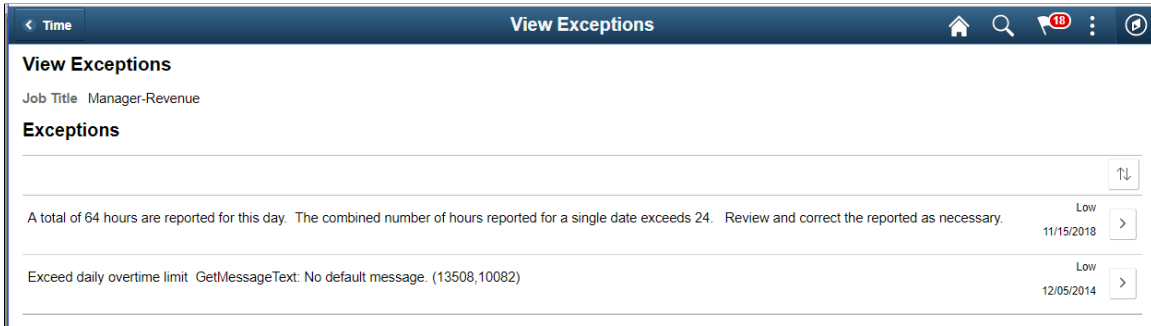 Time
View Exceptions
18
View Exceptions
Job Title Manager-Revenue
Exceptions
A total of 64 hours are reported for this day. The combined number of hours reported for a single date exceeds 24. Review and correct the reported as necessary.
Low
11/15/2018
Exceed daily overtime limit GetMessageText: No default message. (13508,10082)
Low
12/05/2014